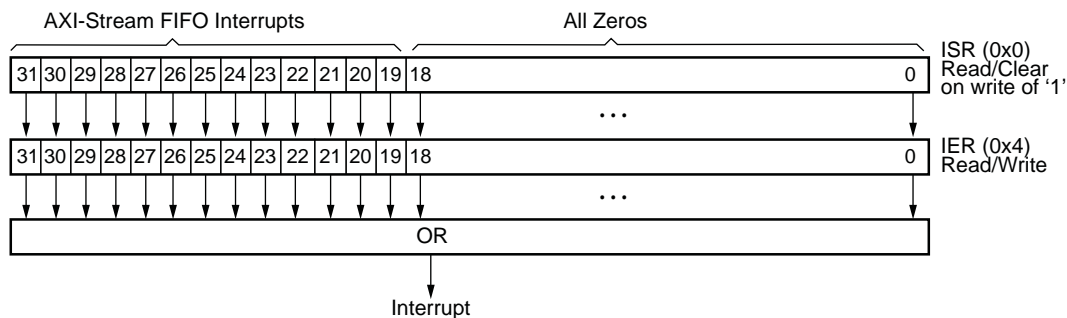 AXI-Stream FIFO Interrupts All Zeros
31 30 29 28 27 26 25 24 23 22 21 20 19 18 0
ISR (0x0)
Read/Clear
on write of ‘1’
...
31 30 29 28 27 26 25 24 23 22 21 20 19 18 0
IER (0x4)
Read/Write
...
OR
Interrupt